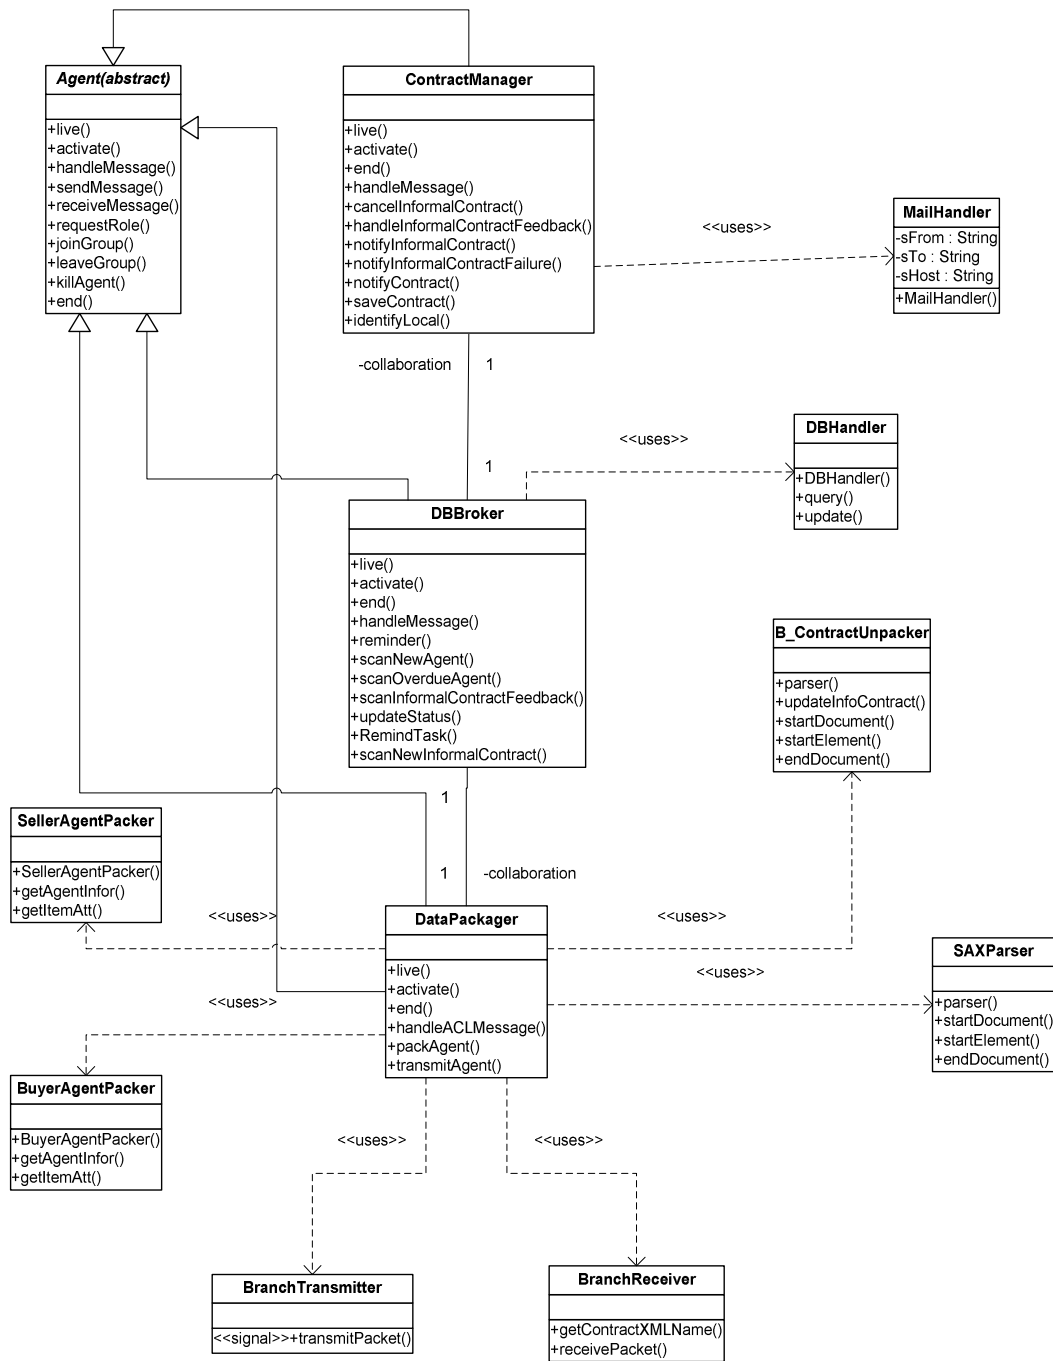 Agent(abstract)
+live()
+activate()
+handleMessage()
+sendMessage()
+receiveMessage()
+requestRole()
+joinGroup()
+leaveGroup()
+killAgent()
+end()
ContractManager
+live()
+activate()
+end()
+handleMessage()
+cancelInformalContract()
+handleInformalContractFeedback()
+notifyInformalContract()
+notifyInformalContractFailure()
+notifyContract()
+saveContract()
+identifyLocal()
<<uses>>
MailHandler
-sFrom : String
-sTo : String
-sHost : String
+MailHandler()
-collaboration
1
1
<<uses>>
DBHandler
+DBHandler()
+query()
+update()
DBBroker
+live()
+activate()
+end()
+handleMessage()
+reminder()
+scanNewAgent()
+scanOverdueAgent()
+scanInformalContractFeedback()
+updateStatus()
+RemindTask()
+scanNewInformalContract()
B_ContractUnpacker
+parser()
+updateInfoContract()
+startDocument()
+startElement()
+endDocument()
1
1
-collaboration
SellerAgentPacker
+SellerAgentPacker()
+getAgentInfor()
+getItemAtt()
<<uses>>
<<uses>>
DataPackager
+live()
+activate()
+end()
+handleACLMessage()
+packAgent()
+transmitAgent()
<<uses>>
<<uses>>
SAXParser
+parser()
+startDocument()
+startElement()
+endDocument()
BuyerAgentPacker
+BuyerAgentPacker()
+getAgentInfor()
+getItemAtt()
<<uses>>
<<uses>>
BranchTransmitter
<<signal>>+transmitPacket()
BranchReceiver
+getContractXMLName()
+receivePacket()